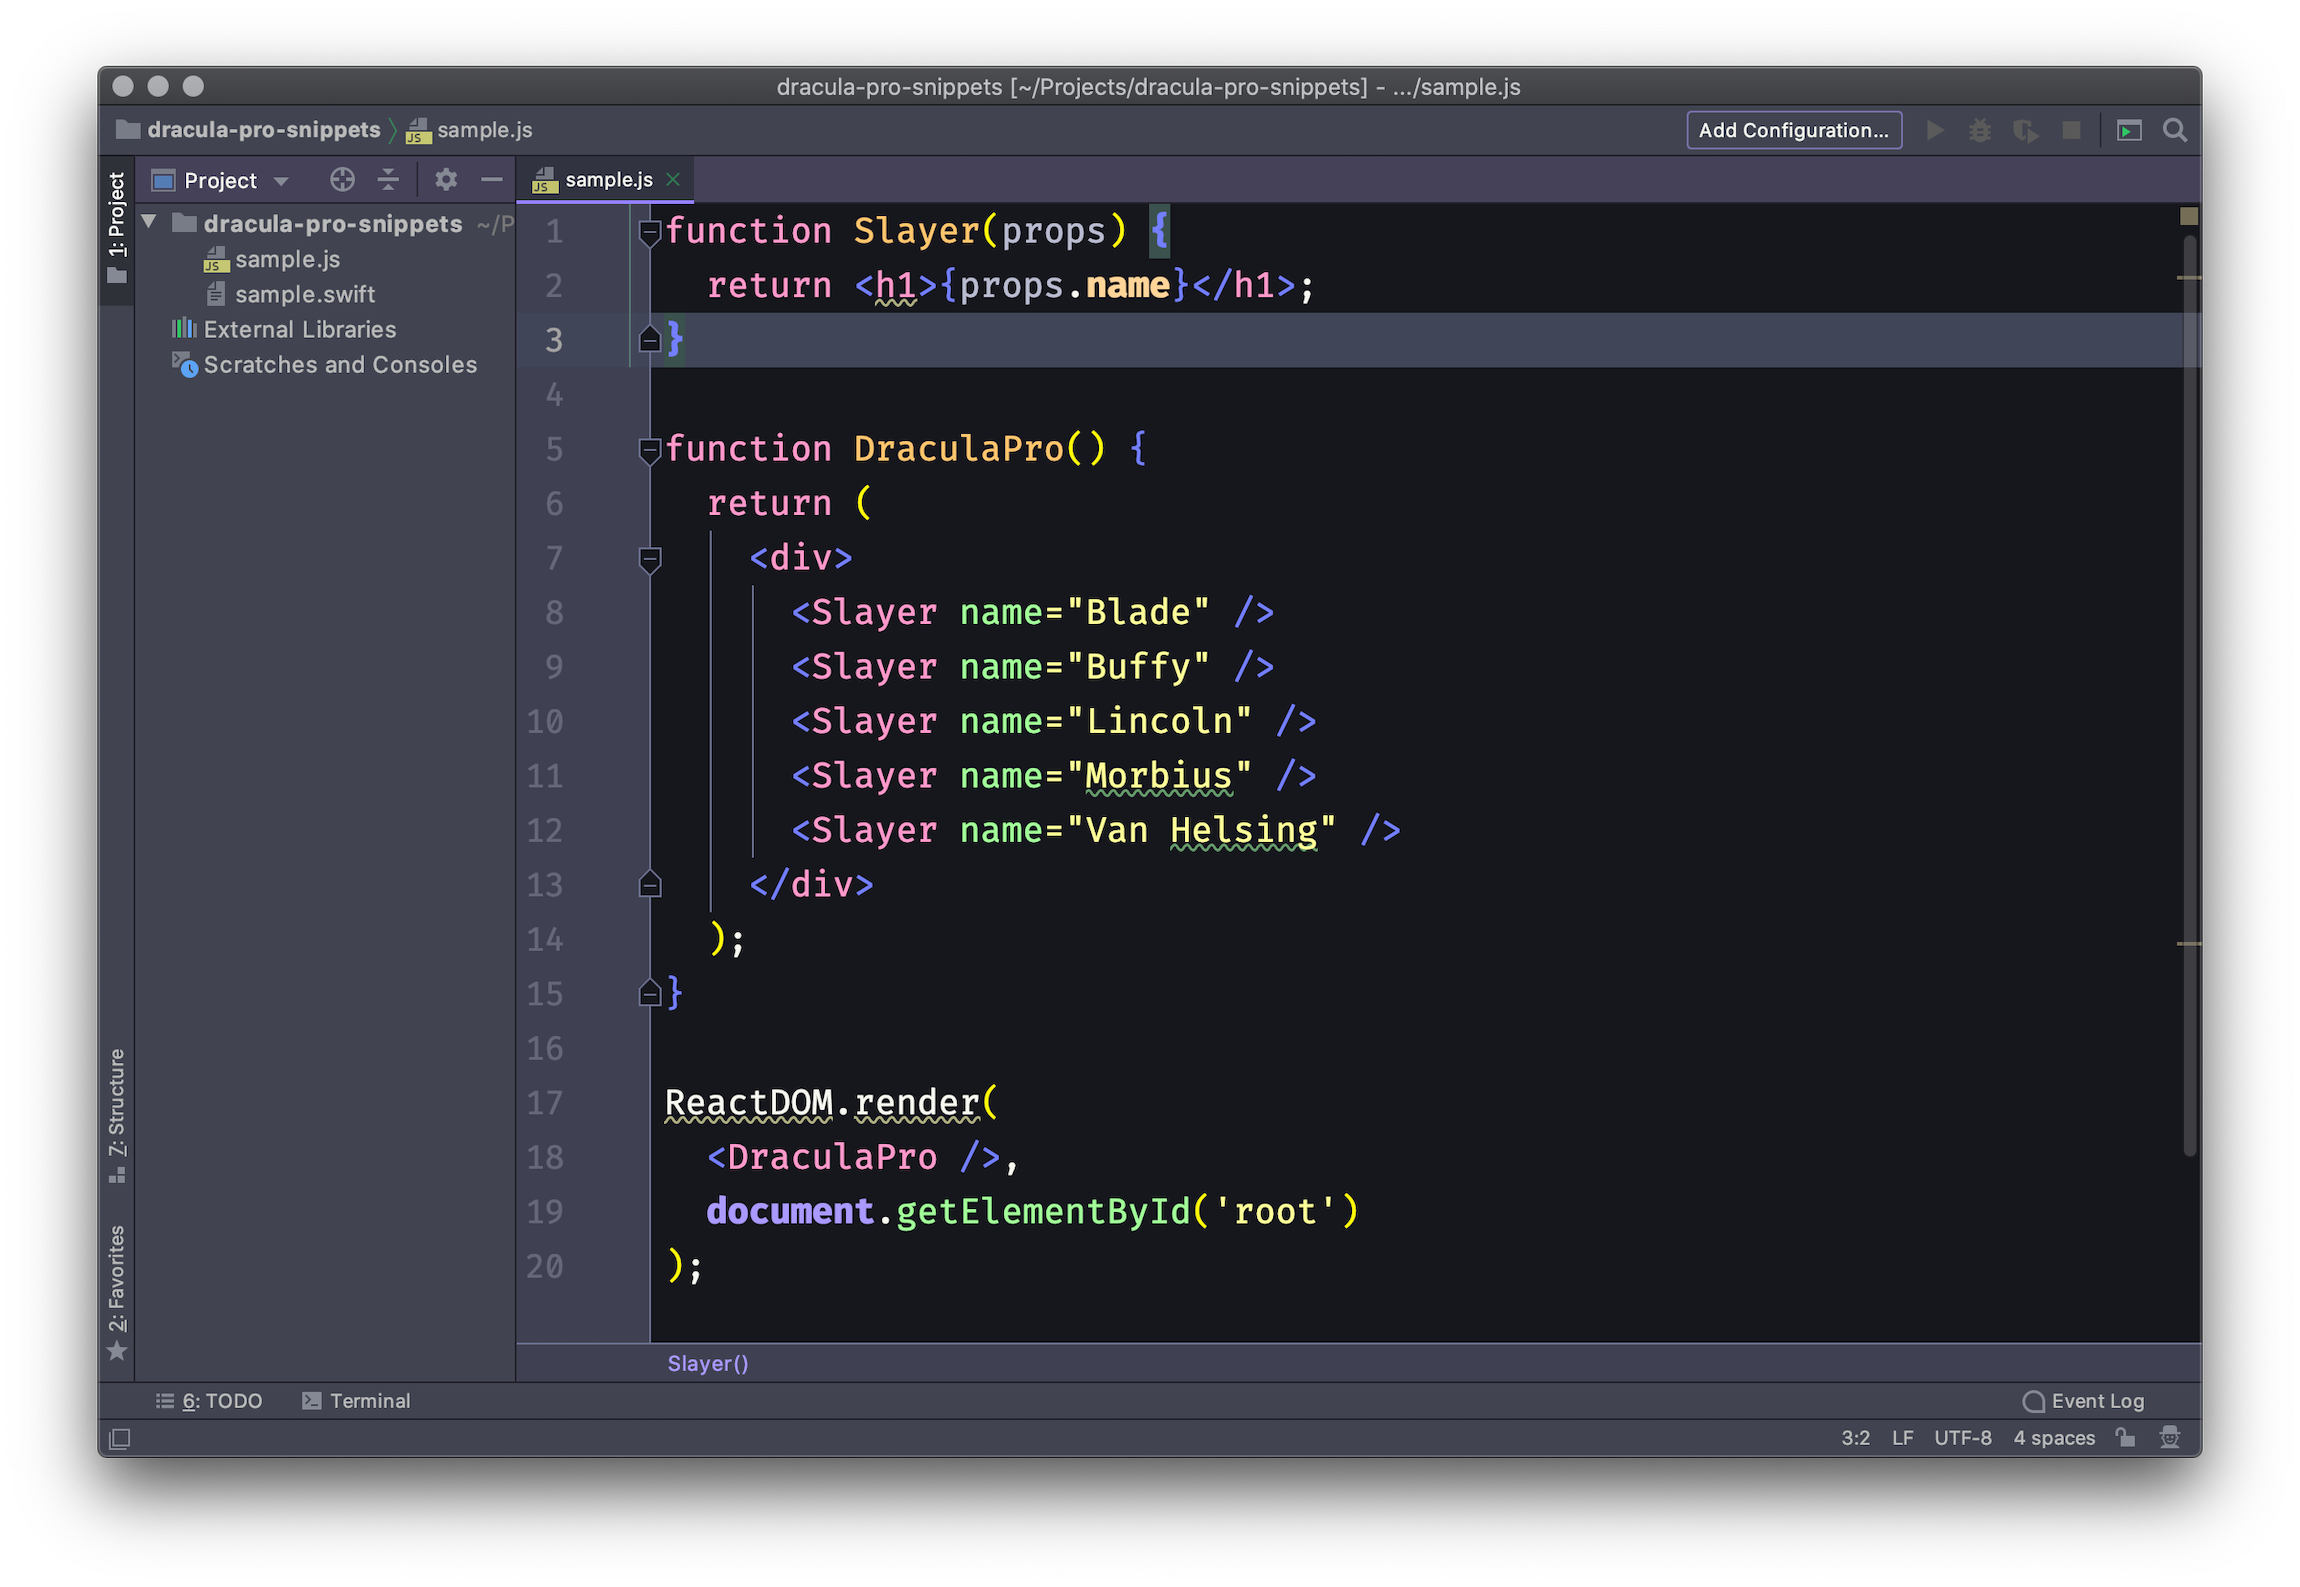 dracula-pro-snippets [~/Projects/dracula-pro-snippets] - .../sample.js
dracula-pro-snippets sample.js
Add Configuration...
1: Project
Project
sample.js
dracula-pro-snippets ~/P
sample.js
sample.swift
External Libraries
Scratches and Consoles
1 function Slayer(props) {
2   return <h1>{props.name}</h1>;
3 }
4
5 function DraculaPro() {
6   return (
7     <div>
8       <Slayer name="Blade" />
9       <Slayer name="Buffy" />
10       <Slayer name="Lincoln" />
11       <Slayer name="Morbius" />
12       <Slayer name="Van Helsing" />
13     </div>
14   );
15 }
16
17 ReactDOM.render(
18   <DraculaPro />,
19   document.getElementById('root')
20 );
Z: Structure
2: Favorites
Slayer()
6: TODO Terminal
Event Log
3:2 LF UTF-8 4 spaces